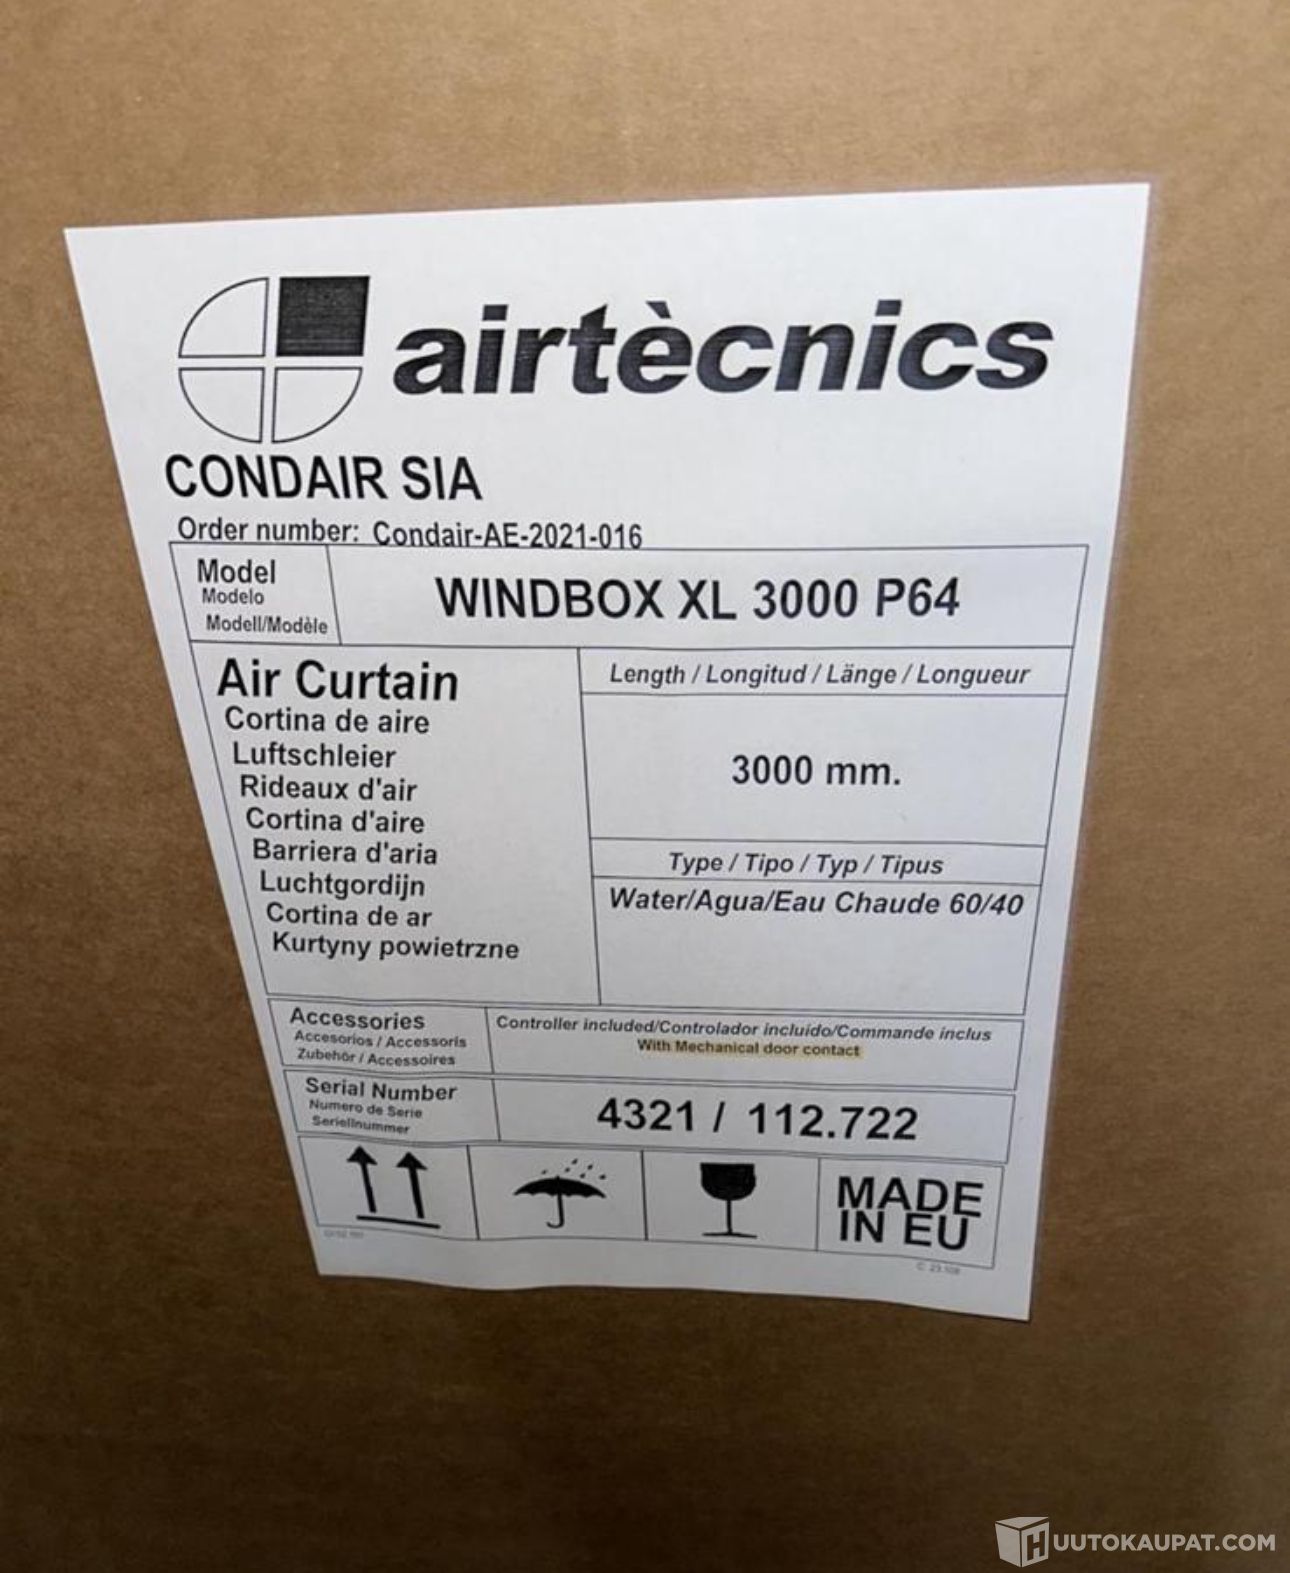 airtècnics
CONDAIR SIA
Order number: Condair-AE-2021-016
Model
Modelo
Modell/Modèle
WINDBOX XL 3000 P64
Air Curtain
Cortina de aire
Luftschleier
Rideaux d'air
Cortina d'aire
Barriera d'aria
Luchtgordijn
Cortina de ar
Kurtyny powietrzne
Length / Longitud / Länge / Longueur
3000 mm.
Type / Tipo / Typ / Tipus
Water/Agua/Eau Chaude 60/40
Accessories
Accesorios / Accessoris
Zubehör / Accessoires
Controller included/Controlador incluido/Commande inclus
With Mechanical door contact
Serial Number
Numero de Serie
Seriellnummer
4321 / 112.722
MADE
IN EU
HUUTOKAUPAT.COM